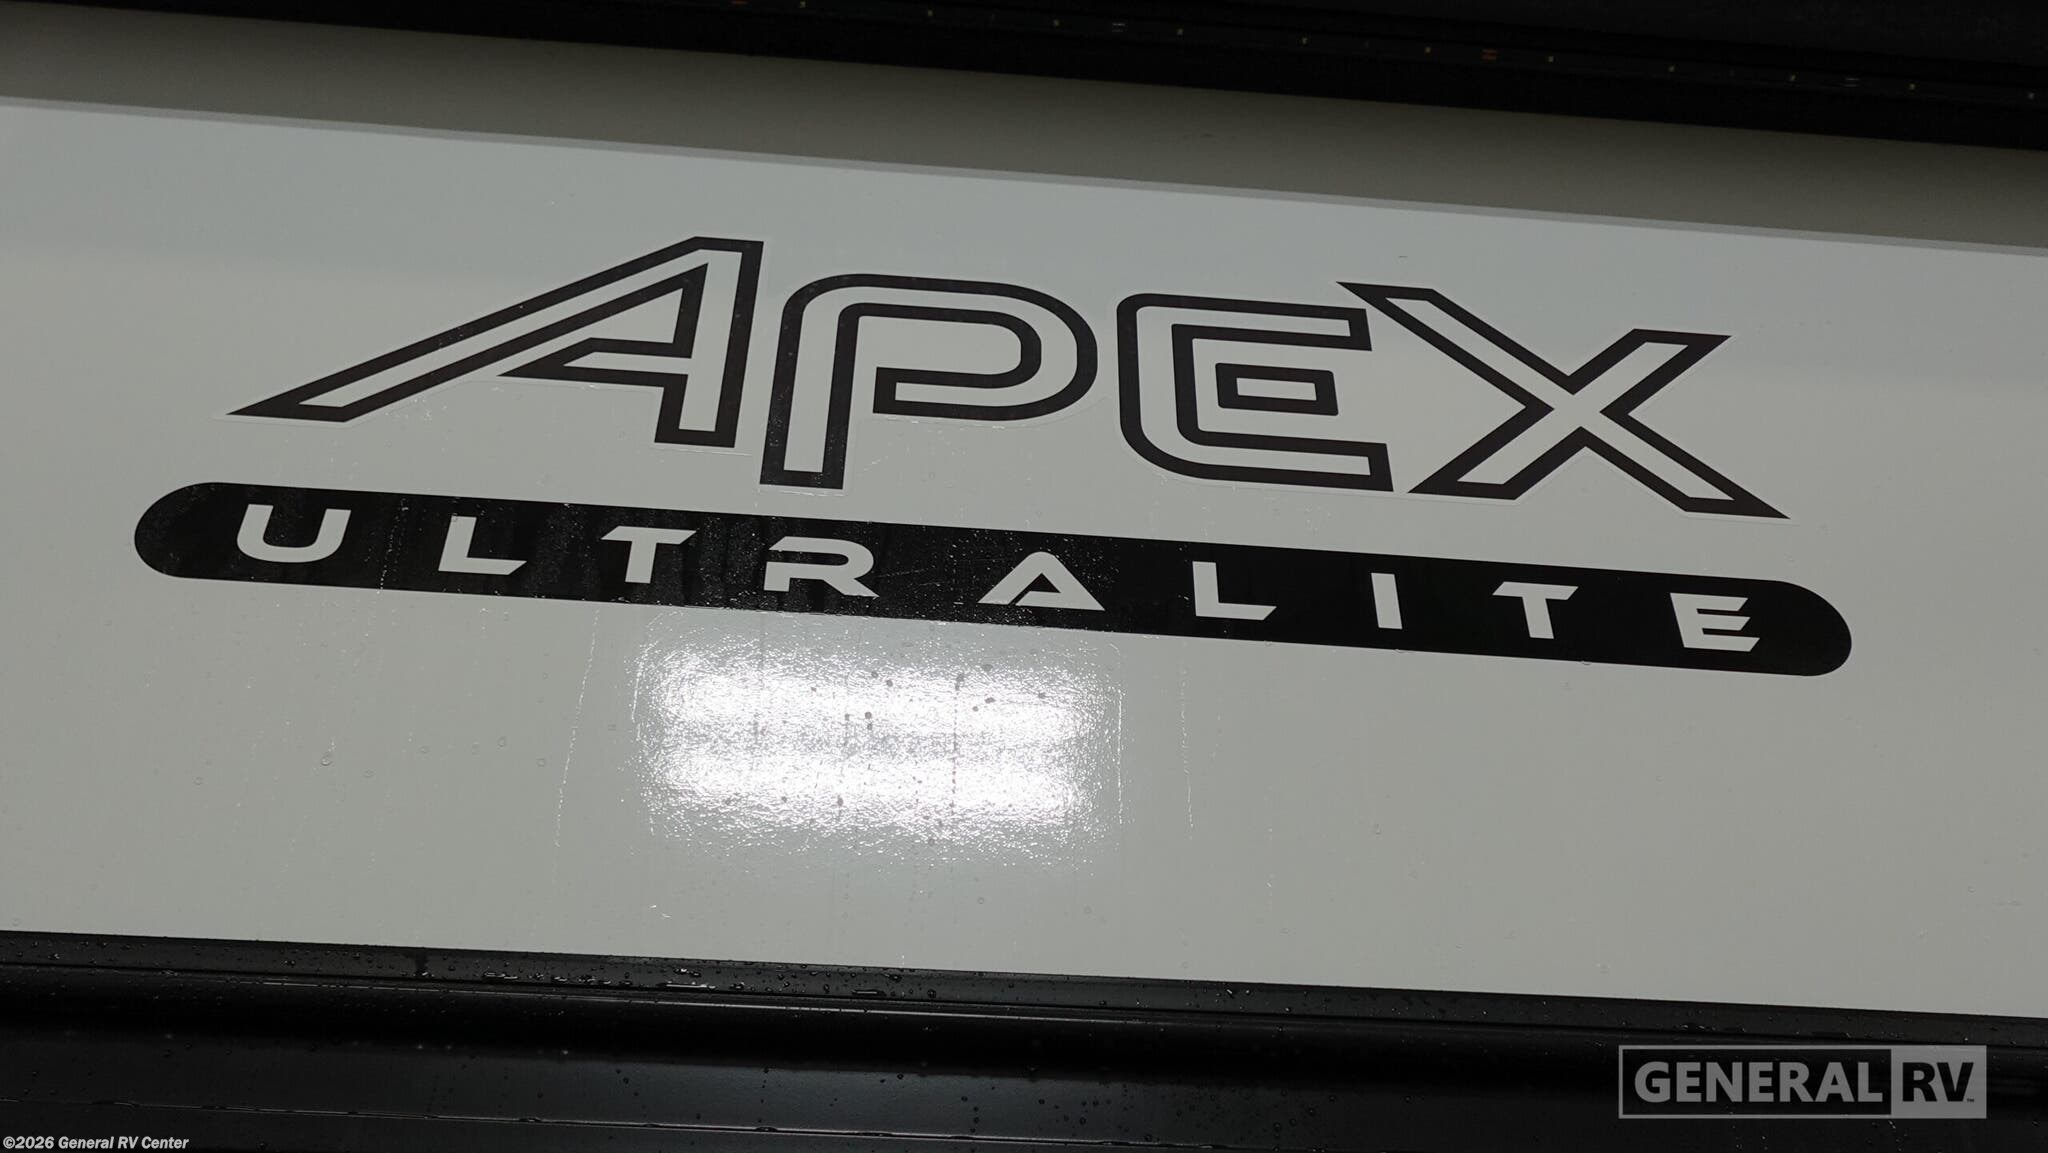 APEX
ULTRALITE
GENERAL RV
©2026 General RV Center